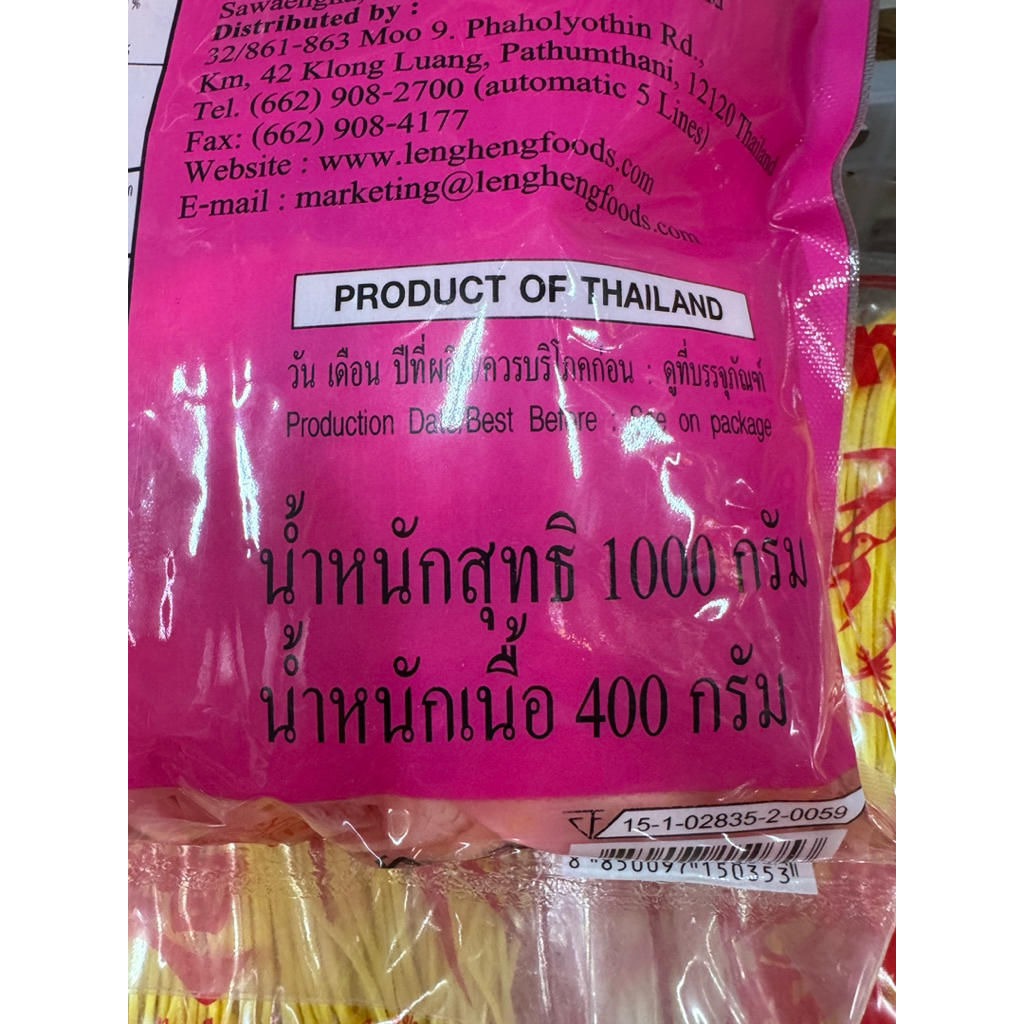 Distributed by :
32/861-863 Moo 9. Phaholyothin Rd.,
Km, 42 Klong Luang, Pathumthani, 12120 Thailand
Tel. (662) 908-2700 (automatic 5 Lines)
Fax: (662) 908-4177
Website : www.lenghengfoods.com
E-mail : marketing@lenghengfoods.com
PRODUCT OF THAILAND
วัน เดือน ปีที่ผลิต/ควรบริโภคก่อน : ดูที่บรรจุภัณฑ์
Production Date/Best Before : See on package
น้ำหนักสุทธิ 1000 กรัม
น้ำหนักเนื้อ 400 กรัม
15-1-02835-2-0059
8 850097 150353